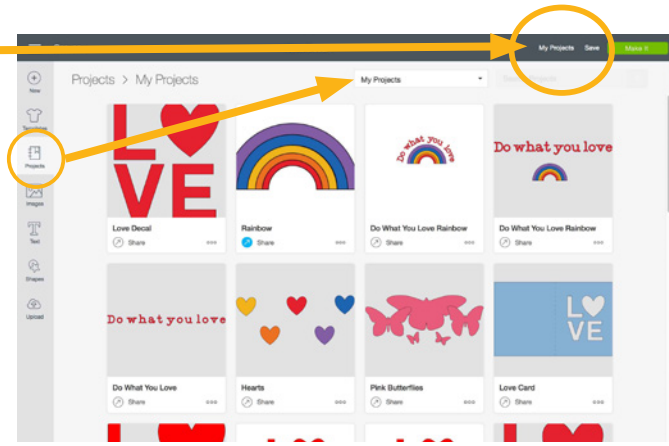 My Projects Save Make It
New
Projects > My Projects
My Projects
Templates
Projects
Images
Text
Shapes
Upload
LO
VE
Do what you love
Do what you love
Love Decal
Share
Rainbow
Share
Do What You Love Rainbow
Share
Do What You Love Rainbow
Share
Do what you love
LO
VE
Do What You Love
Share
Hearts
Share
Pink Butterflies
Share
Love Card
Share